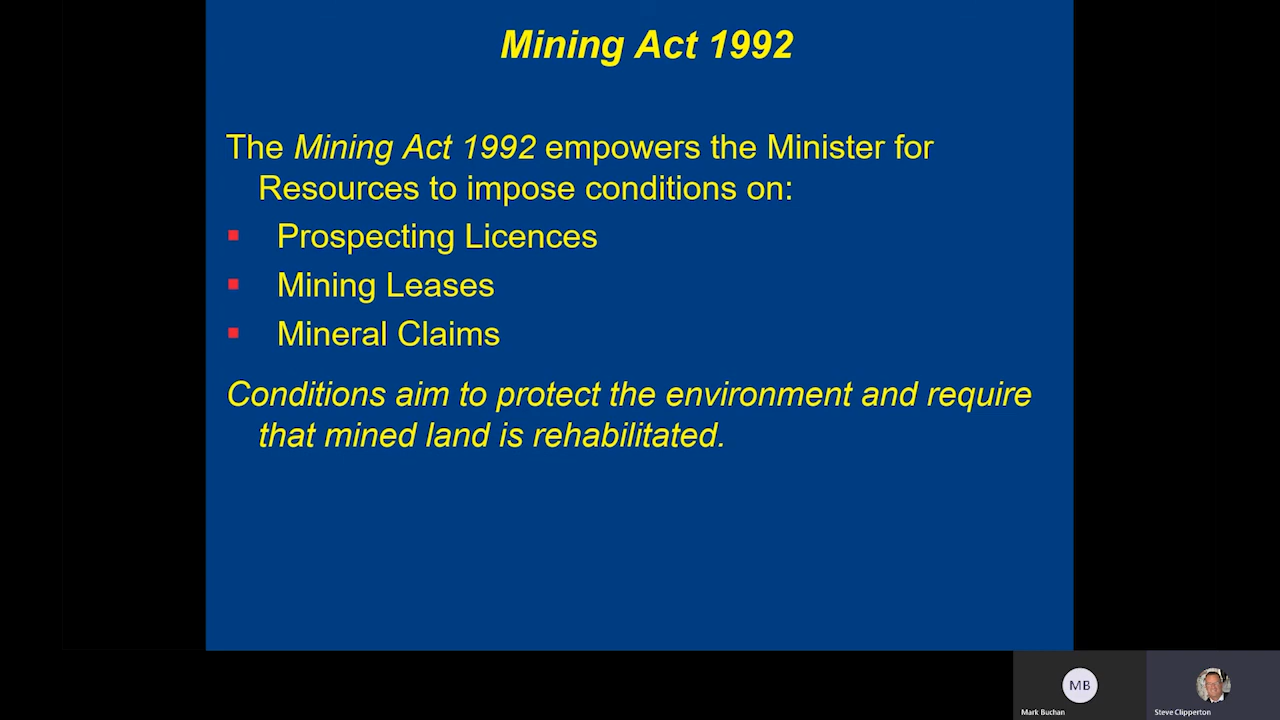 Mining Act 1992
The Mining Act 1992 empowers the Minister for
Resources to impose conditions on:
Prospecting Licences
Mining Leases
Mineral Claims
Conditions aim to protect the environment and require
that mined land is rehabilitated.
MB
Mark Buchan
Steve Clipperton